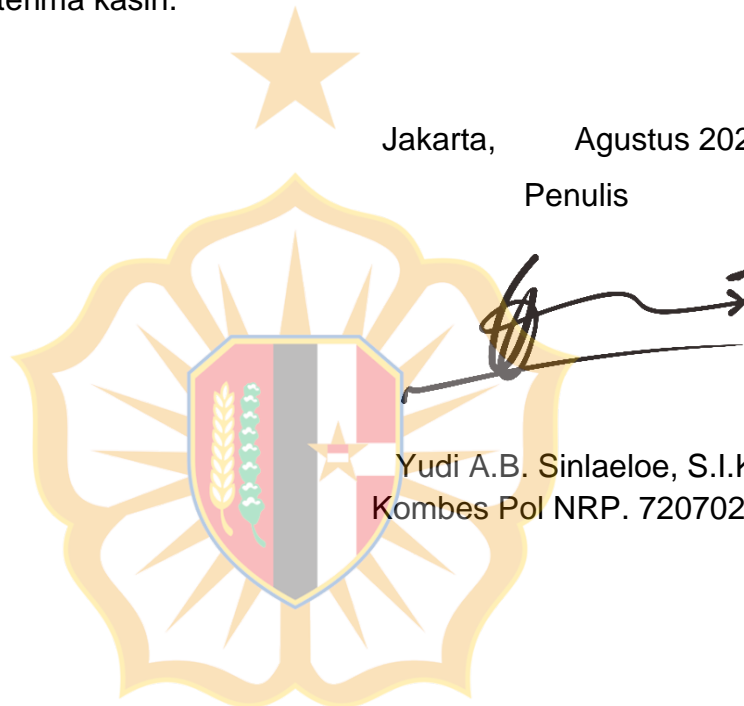 terima kasih.
Jakarta, Agustus 202
Penulis
Yudi A.B. Sinlaeloe, S.I.K
Kombes Pol NRP. 720702